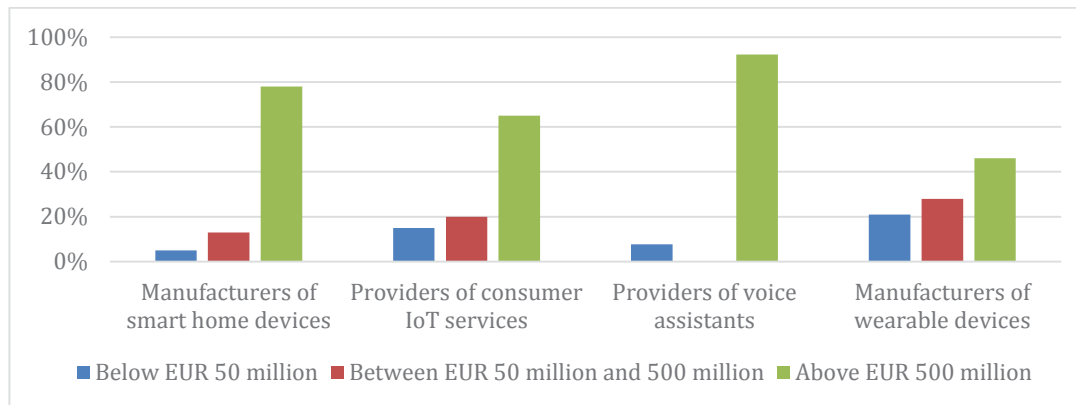 100%
80%
60%
40%
20%
0%
Manufacturers of
smart home devices
Providers of consumer
IoT services
Providers of voice
assistants
Manufacturers of
wearable devices
Below EUR 50 million
Between EUR 50 million and 500 million
Above EUR 500 million